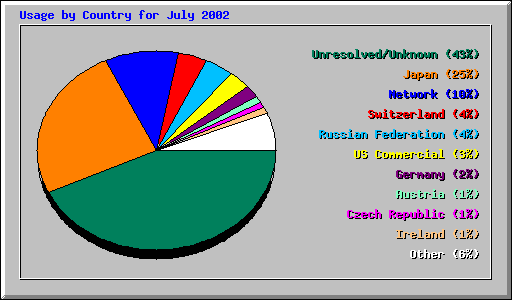 Usage by Country for July 2002
Unresolved/Unknown (43%)
Japan (25%)
Network (10%)
Switzerland (4%)
Russian Federation (4%)
US Commercial (3%)
Germany (2%)
Austria (1%)
Czech Republic (1%)
Ireland (1%)
Other (6%)